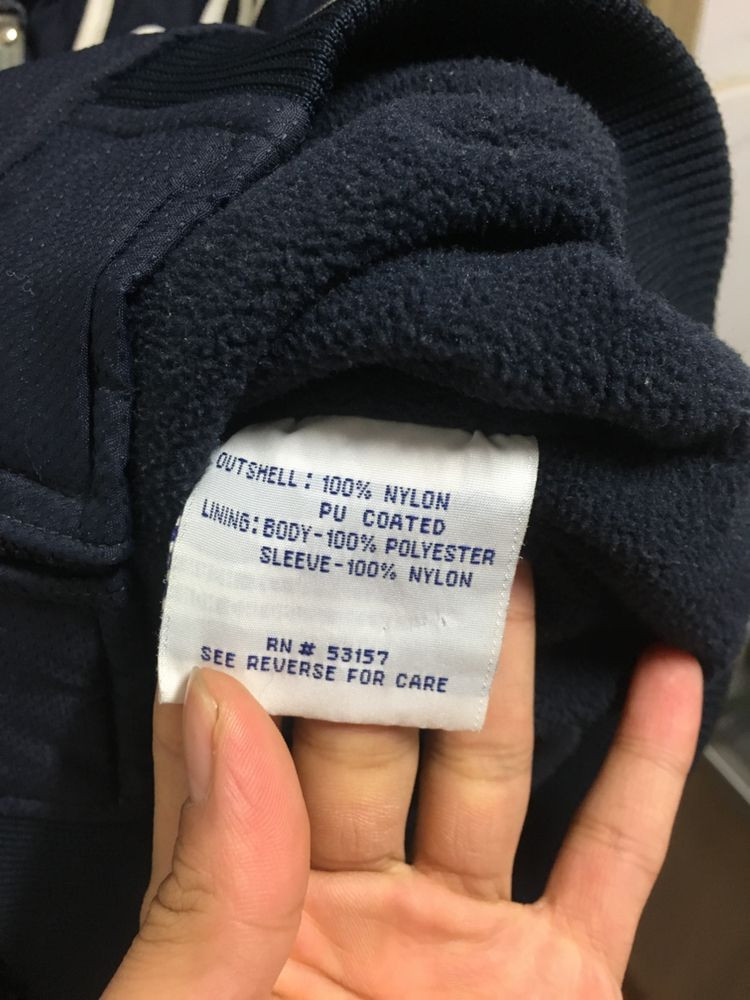 OUTSHELL: 100% NYLON
PU COATED
LINING: BODY-100% POLYESTER
SLEEVE-100% NYLON
RN # 53157
SEE REVERSE FOR CARE